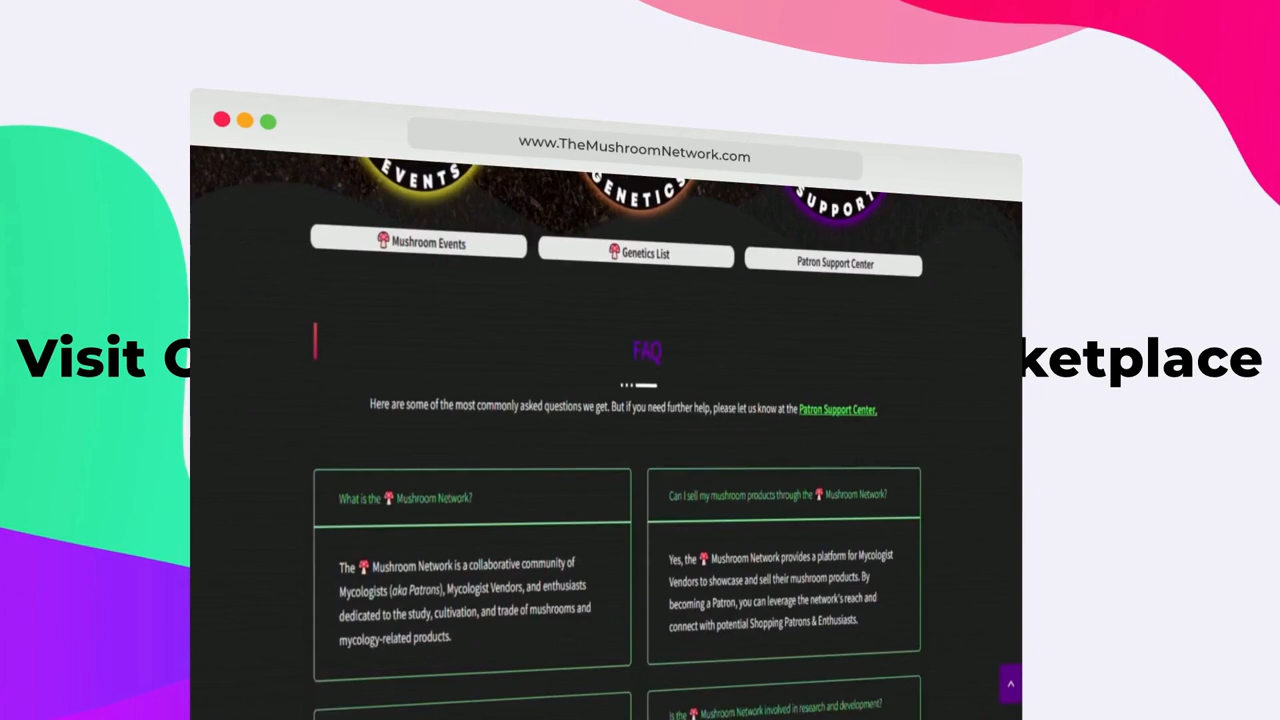 www.TheMushroomNetwork.com
EVENTS
GENETICS
SUPPORT
Mushroom Events
Genetics List
Patron Support Center
Visit
ketplace
FAQ
Here are some of the most commonly asked questions we get. But if you need further help, please let us know at the Patron Support Center.
What is the Mushroom Network?
The Mushroom Network is a collaborative community of
Mycologists (aka Patrons), Mycologist Vendors, and enthusiasts
dedicated to the study, cultivation, and trade of mushrooms and
mycology-related products.
Can I sell my mushroom products through the Mushroom Network?
Yes, the Mushroom Network provides a platform for Mycologist
Vendors to showcase and sell their mushroom products. By
becoming a Patron, you can leverage the network's reach and
connect with potential Shopping Patrons & Enthusiasts.
Is the Mushroom Network involved in research and development?